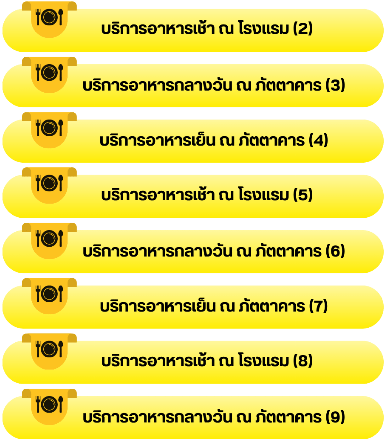 บริการอาหารเช้า ณ โรงแรม (2)
บริการอาหารกลางวัน ณ ภัตตาคาร (3)
บริการอาหารเย็น ณ ภัตตาคาร (4)
บริการอาหารเช้า ณ โรงแรม (5)
บริการอาหารกลางวัน ณ ภัตตาคาร (6)
บริการอาหารเย็น ณ ภัตตาคาร (7)
บริการอาหารเช้า ณ โรงแรม (8)
บริการอาหารกลางวัน ณ ภัตตาคาร (9)